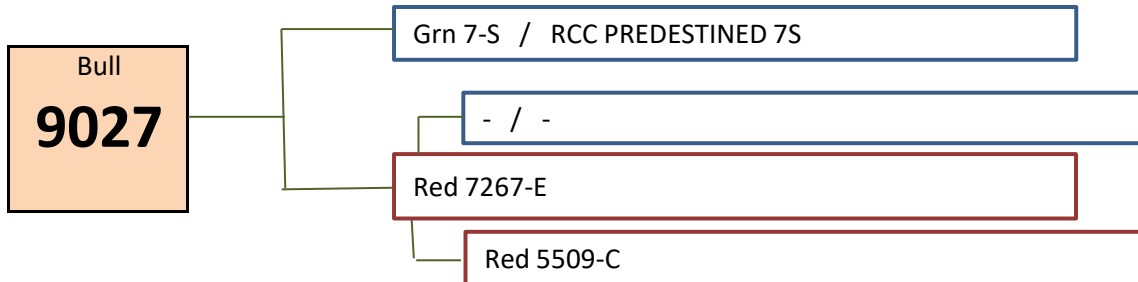 Bull
9027
Grn 7-S / RCC PREDESTINED 7S
- / -
Red 7267-E
Red 5509-C